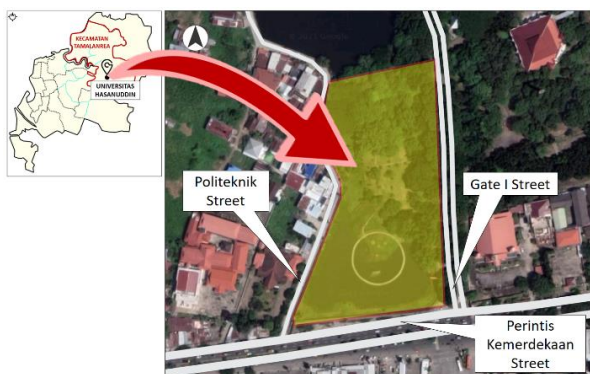 KECAMATAN
TAMALANREA
UNIVERSITAS
HASANUDDIN
Politeknik
Street
Gate I Street
Perintis
Kemerdekaan
Street